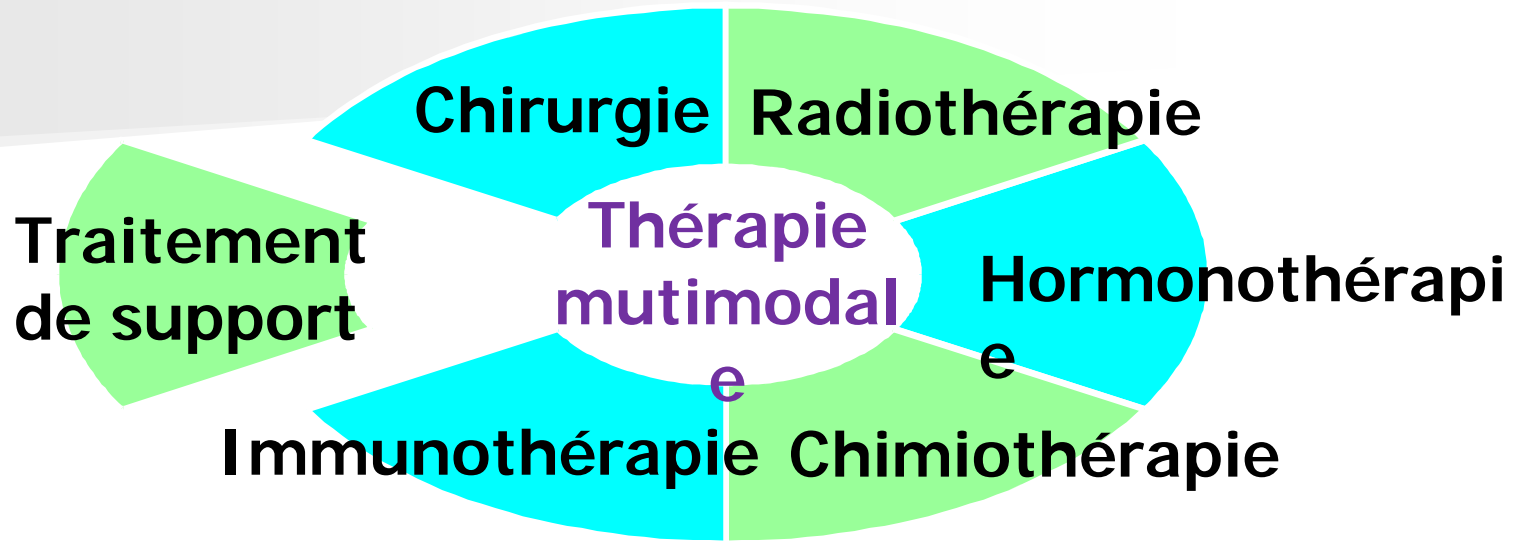 Chirurgie
Radiothérapie
Traitement
de support
Thérapie
mutimodal
e
Hormonothérapi
e
Immunothérapie
Chimiothérapie